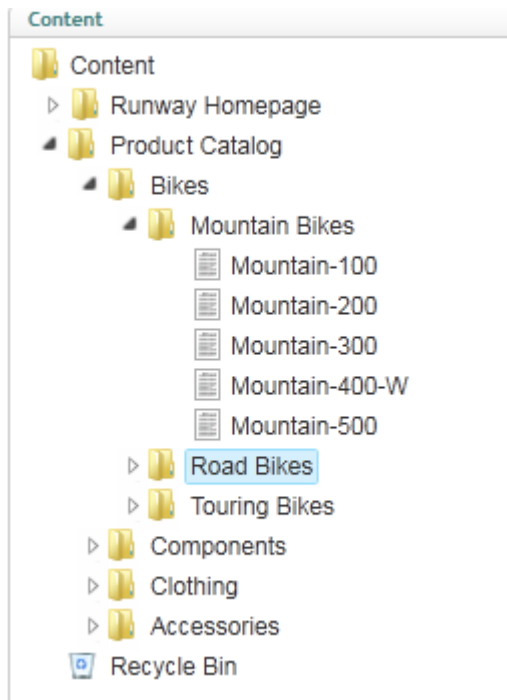 Content
Content
Runway Homepage
Product Catalog
Bikes
Mountain Bikes
Mountain-100
Mountain-200
Mountain-300
Mountain-400-W
Mountain-500
Road Bikes
Touring Bikes
Components
Clothing
Accessories
Recycle Bin